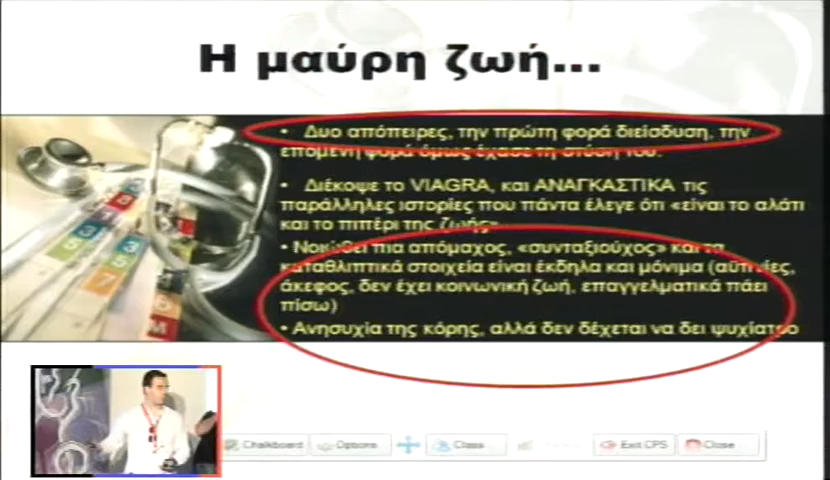 Η μαύρη ζωή...
• Δυο απόπειρες, την πρώτη φορά διείσδυση, την
επόμενη φορά όμως έχασε τη στύση του.
• Διέκοψε το VIAGRA, και ΑΝΑΓΚΑΣΤΙΚΑ τις
παράλληλες ιστορίες που πάντα έλεγε ότι «είναι το αλάτι
και το πιπέρι της ζωής»
• Νοιώθει πια απόμαχος, «συνταξιούχος» και τα
καταθλιπτικά στοιχεία είναι έκδηλα και μόνιμα (αϋπνίες,
άκεφος, δεν έχει κοινωνική ζωή, επαγγελματικά πάει
πίσω)
• Ανησυχία της κόρης, αλλά δεν δέχεται να δει ψυχίατρο
Chalkboard Options Class Exit CPS Close